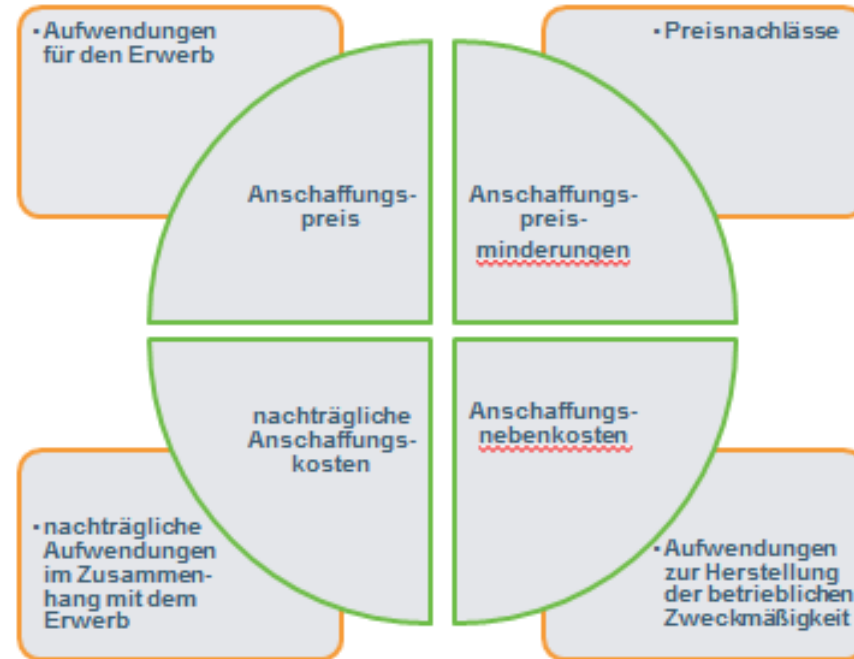 • Aufwendungen
für den Erwerb
• Preisnachlässe
Anschaffungs-
preis
Anschaffungs-
preis-
minderungen
nachträgliche
Anschaffungs-
kosten
Anschaffungs-
nebenkosten
• nachträgliche
Aufwendungen
im Zusammen-
hang mit dem
Erwerb
• Aufwendungen
zur Herstellung
der betrieblichen
Zweckmäßigkeit